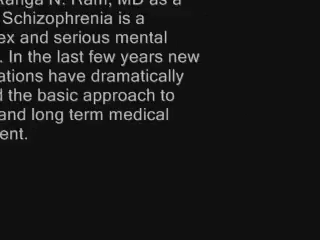 Ranga N. Ram, MD as a
Schizophrenia is a
ex and serious mental
. In the last few years new
ations have dramatically
d the basic approach to
and long term medical
ent.